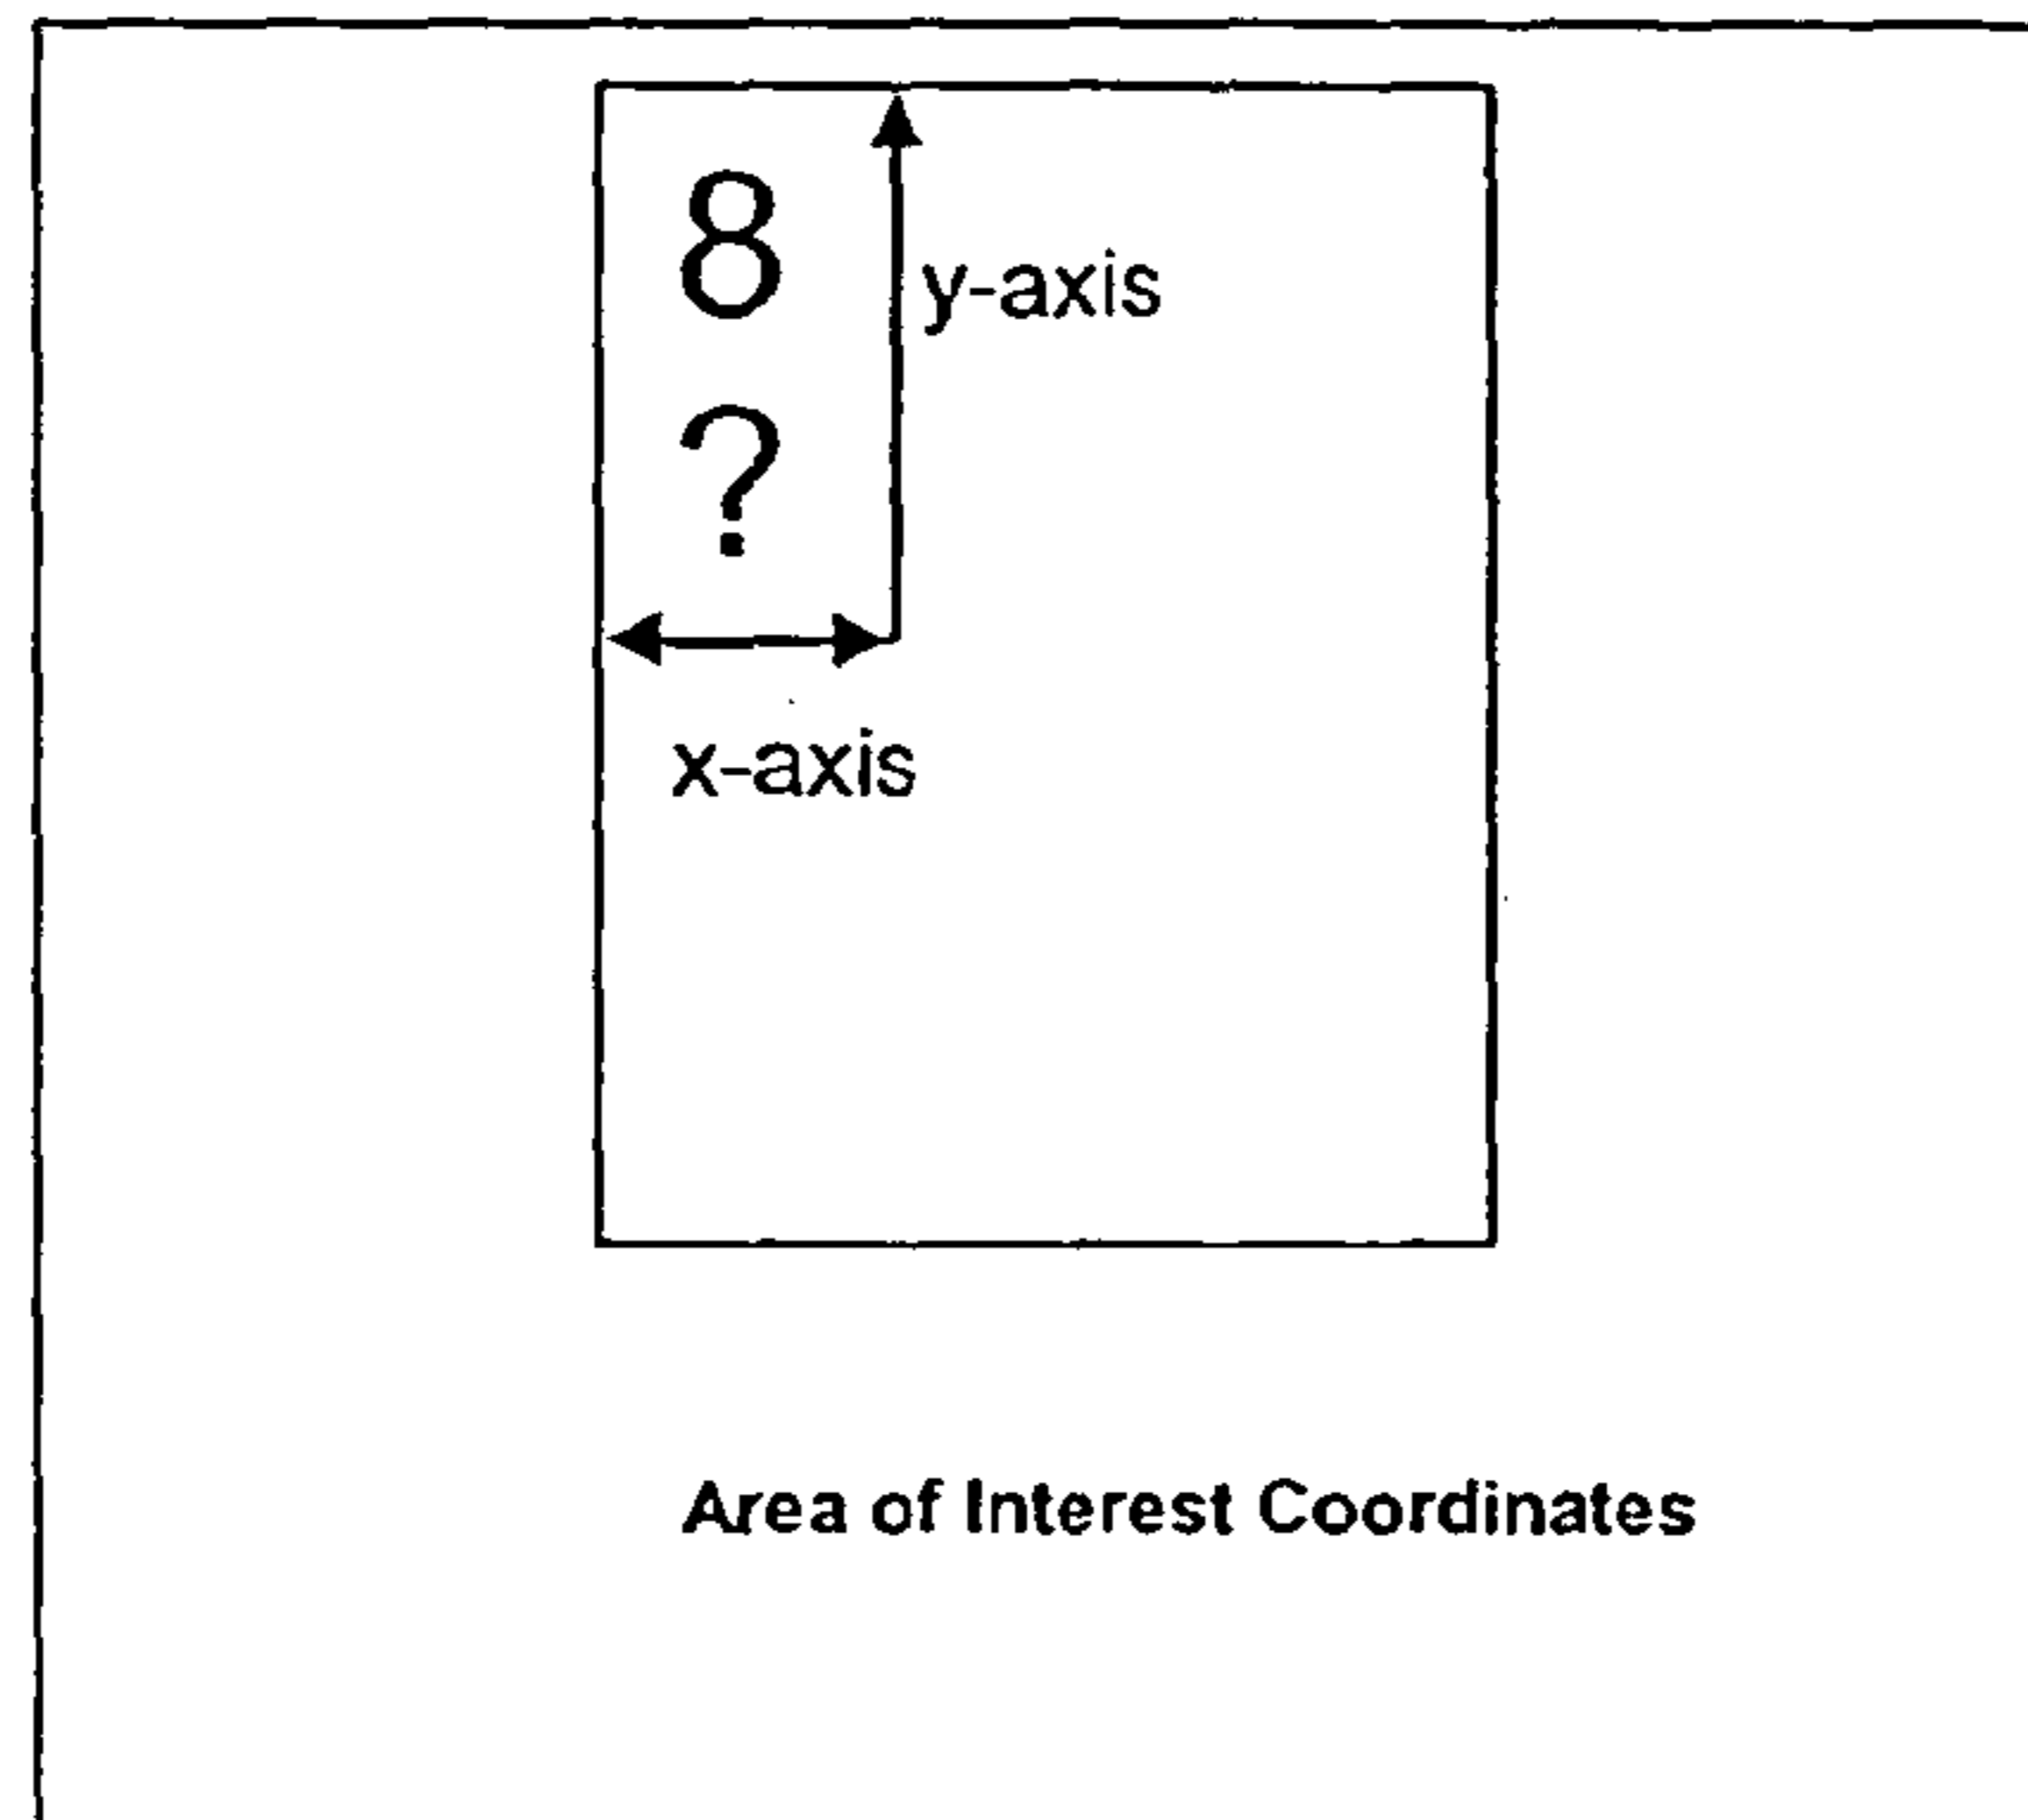 8
y-axis
?
x-axis
Area of Interest Coordinates